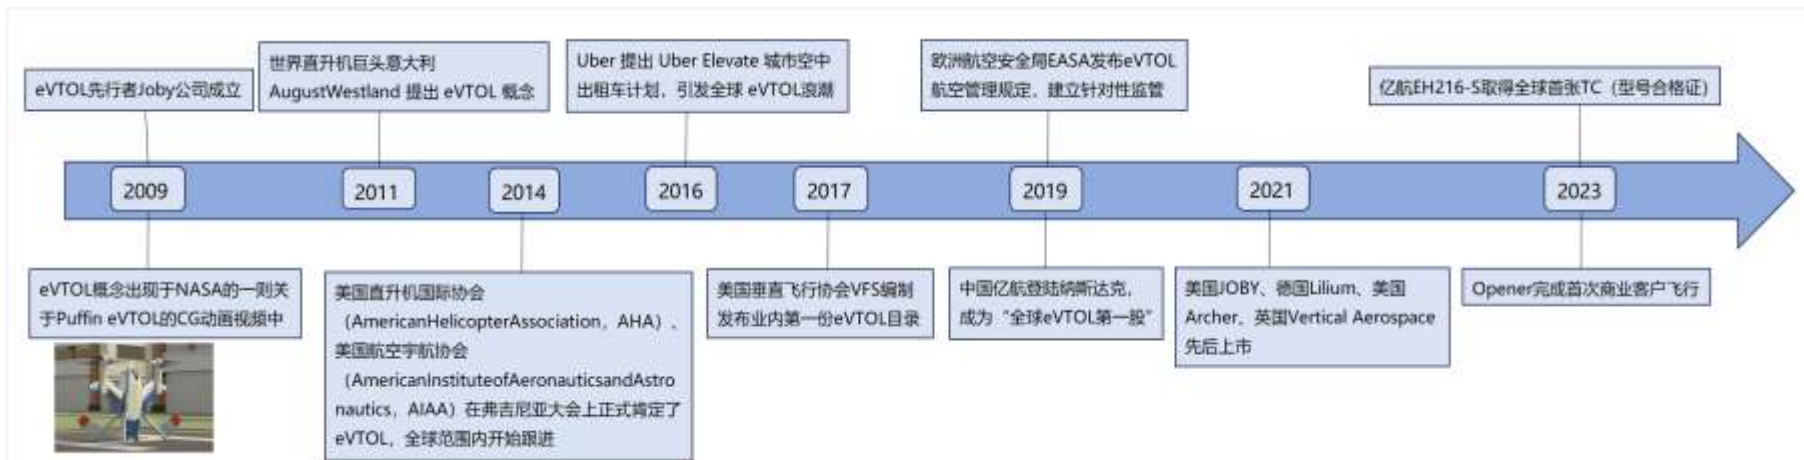 eVTOL先行者Joby公司成立
世界直升机巨头意大利
AugustWestland 提出 eVTOL 概念
Uber 提出 Uber Elevate 城市空中
出租车计划，引发全球 eVTOL浪潮
欧洲航空安全局EASA发布eVTOL
航空管理规定，建立针对性监管
亿航EH216-S取得全球首张TC（型号合格证）
2009
2011
2014
2016
2017
2019
2021
2023
eVTOL概念出现于NASA的一则关
于Puffin eVTOL的CG动画视频中
美国直升机国际协会
（AmericanHelicopterAssociation，AHA）、
美国航空宇航协会
（AmericanInstituteofAeronauticsandAstro
nautics，AIAA）在弗吉尼亚大会上正式肯定了
eVTOL，全球范围内开始跟进
美国垂直飞行协会VFS编制
发布业内第一份eVTOL目录
中国亿航登陆纳斯达克，
成为“全球eVTOL第一股”
美国JOBY、德国Lilium、美国
Archer、英国Vertical Aerospace
先后上市
Opener完成首次商业客户飞行